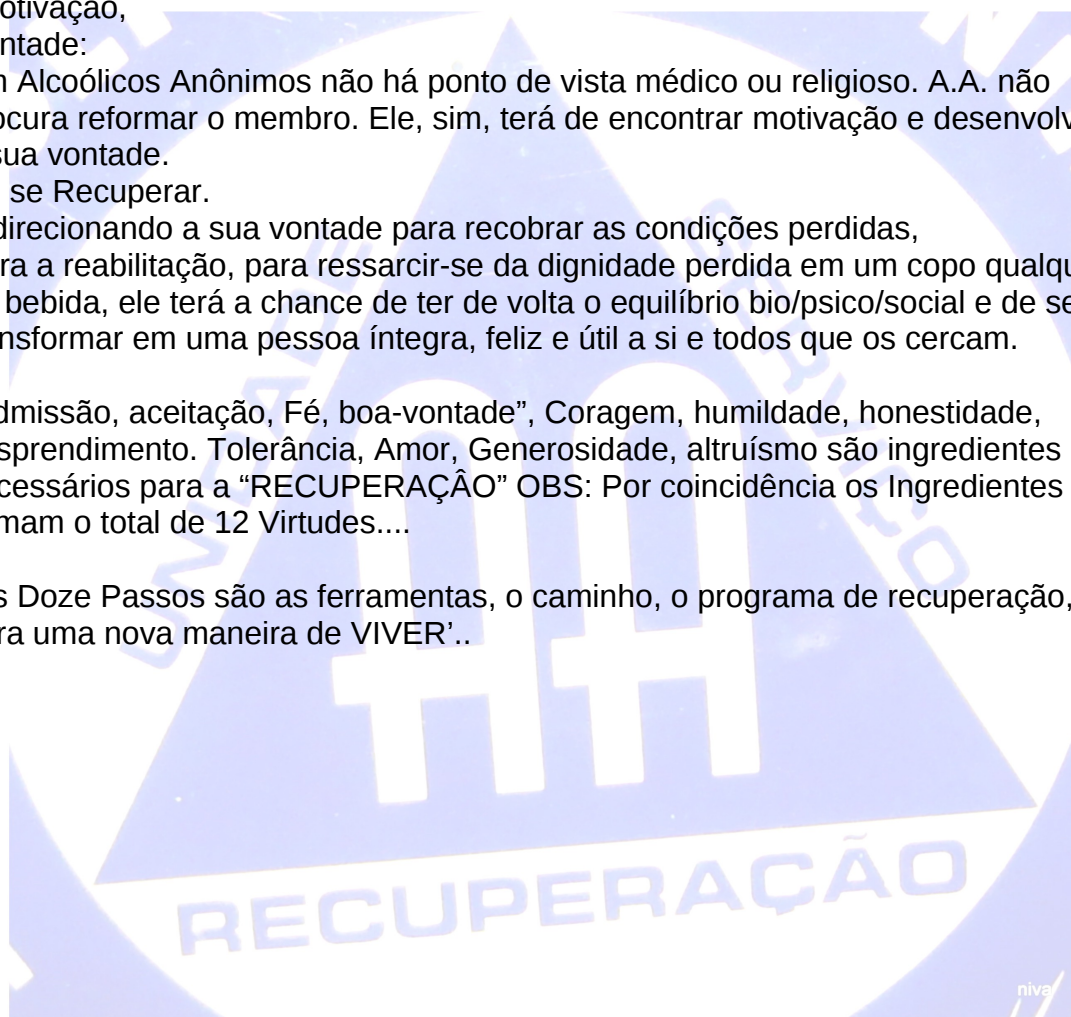 otivação,
ntade:
n Alcoólicos Anônimos não há ponto de vista médico ou religioso. A.A. não
ocura reformar o membro. Ele, sim, terá de encontrar motivação e desenvolv
sua vontade.
se Recuperar.
direcionando a sua vontade para recobrar as condições perdidas,
ra a reabilitação, para ressarcir-se da dignidade perdida em um copo qualqu
bebida, ele terá a chance de ter de volta o equilíbrio bio/psico/social e de se
nsformar em uma pessoa íntegra, feliz e útil a si e todos que os cercam.
dmissão, aceitação, Fé, boa-vontade”, Coragem, humildade, honestidade,
sprendimento. Tolerância, Amor, Generosidade, altruísmo são ingredientes
cessários para a “RECUPERAÇÂO” OBS: Por coincidência os Ingredientes
mam o total de 12 Virtudes....
s Doze Passos são as ferramentas, o caminho, o programa de recuperação,
ra uma nova maneira de VIVER’..
UNIDADE
SERVIÇO
AA
RECUPERAÇÃO
niva